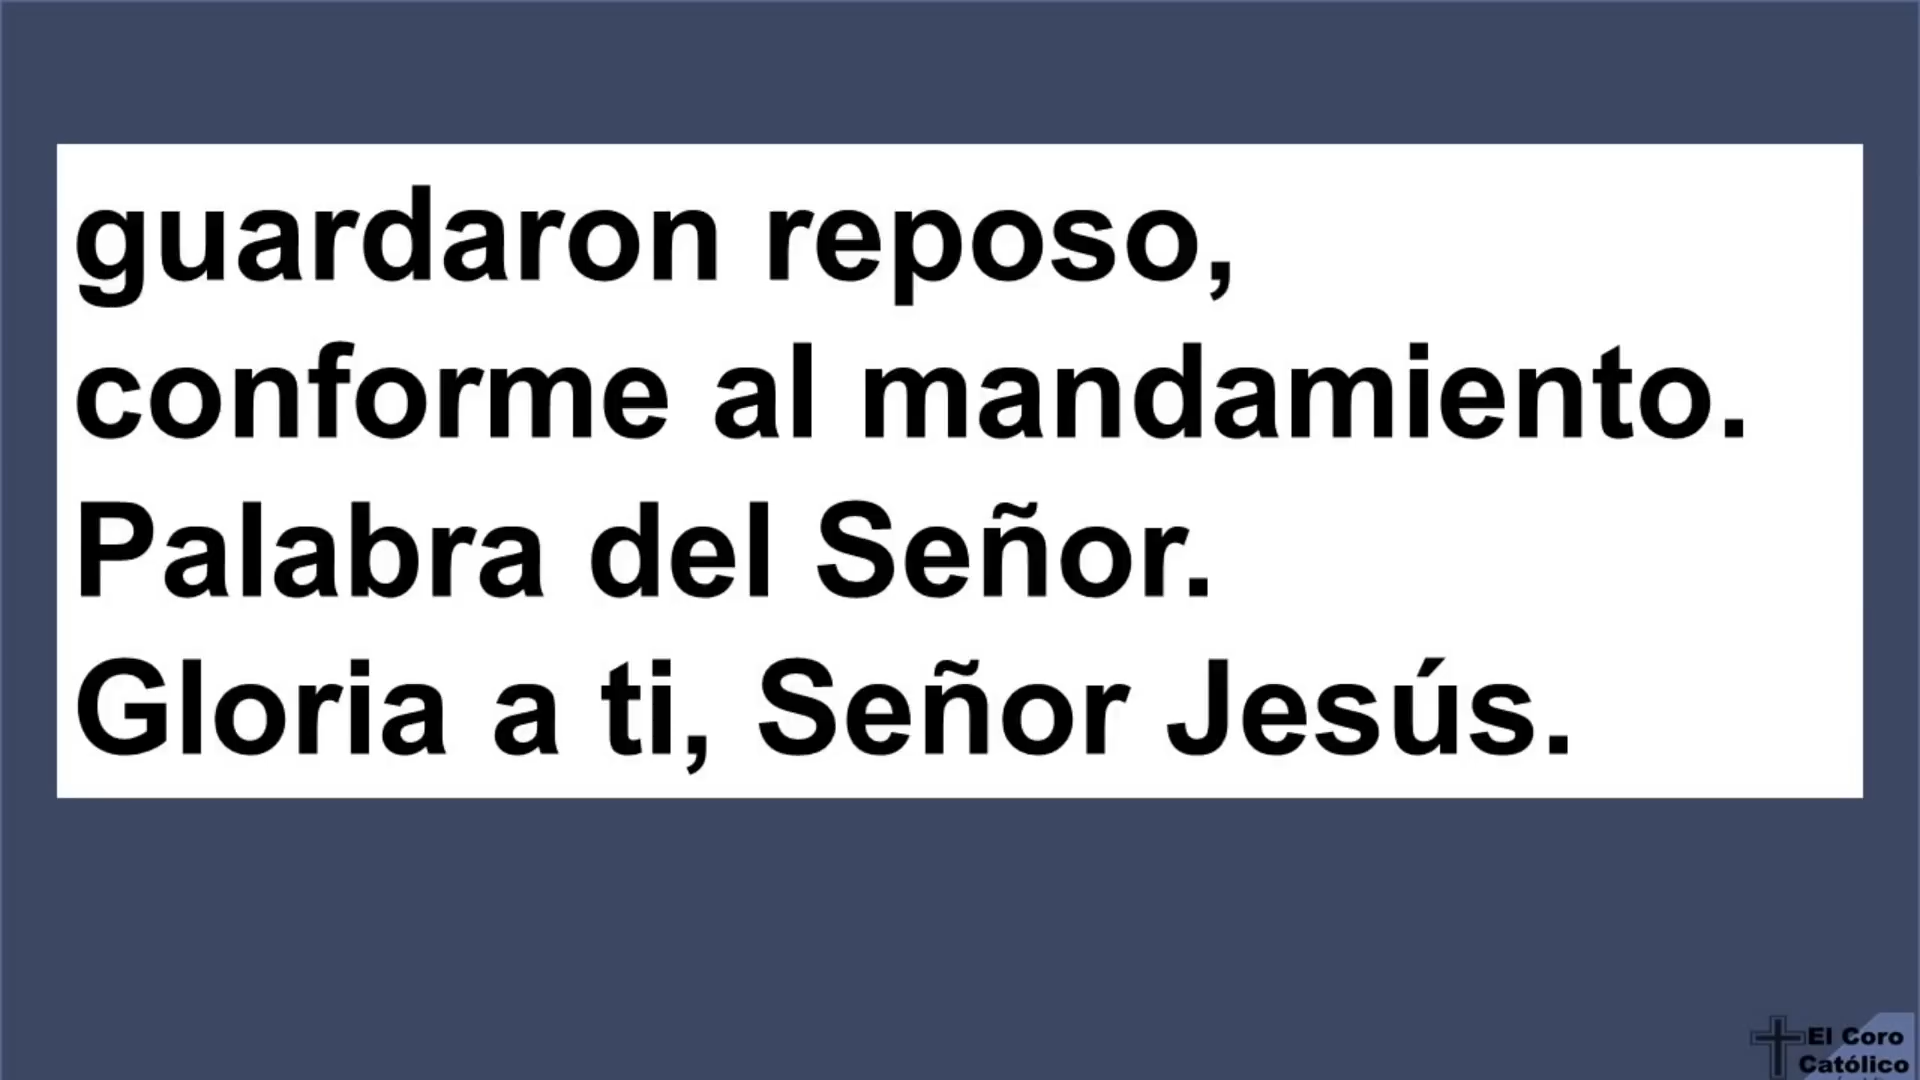 guardaron reposo,
conforme al mandamiento.
Palabra del Señor.
Gloria a ti, Señor Jesús.
El Coro
Católico